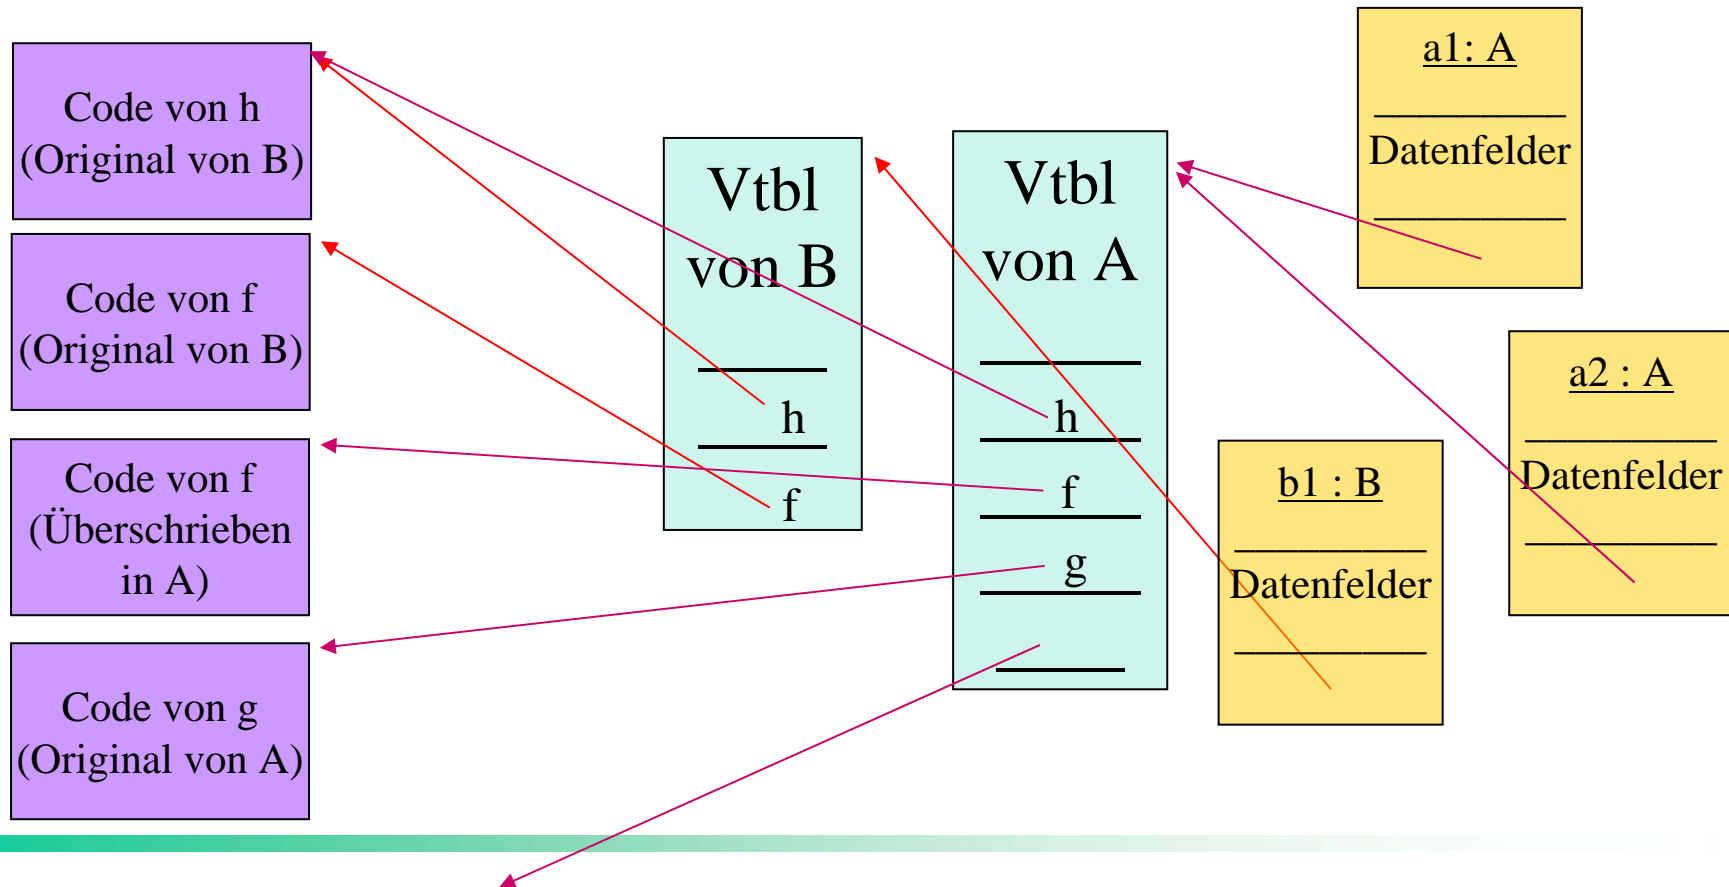 Code von h
(Original von B)
Code von f
(Original von B)
Code von f
(Überschrieben
in A)
Code von g
(Original von A)
Vtbl
von B
h
f
Vtbl
von A
h
f
g
a1: A
Datenfelder
a2 : A
Datenfelder
b1 : B
Datenfelder